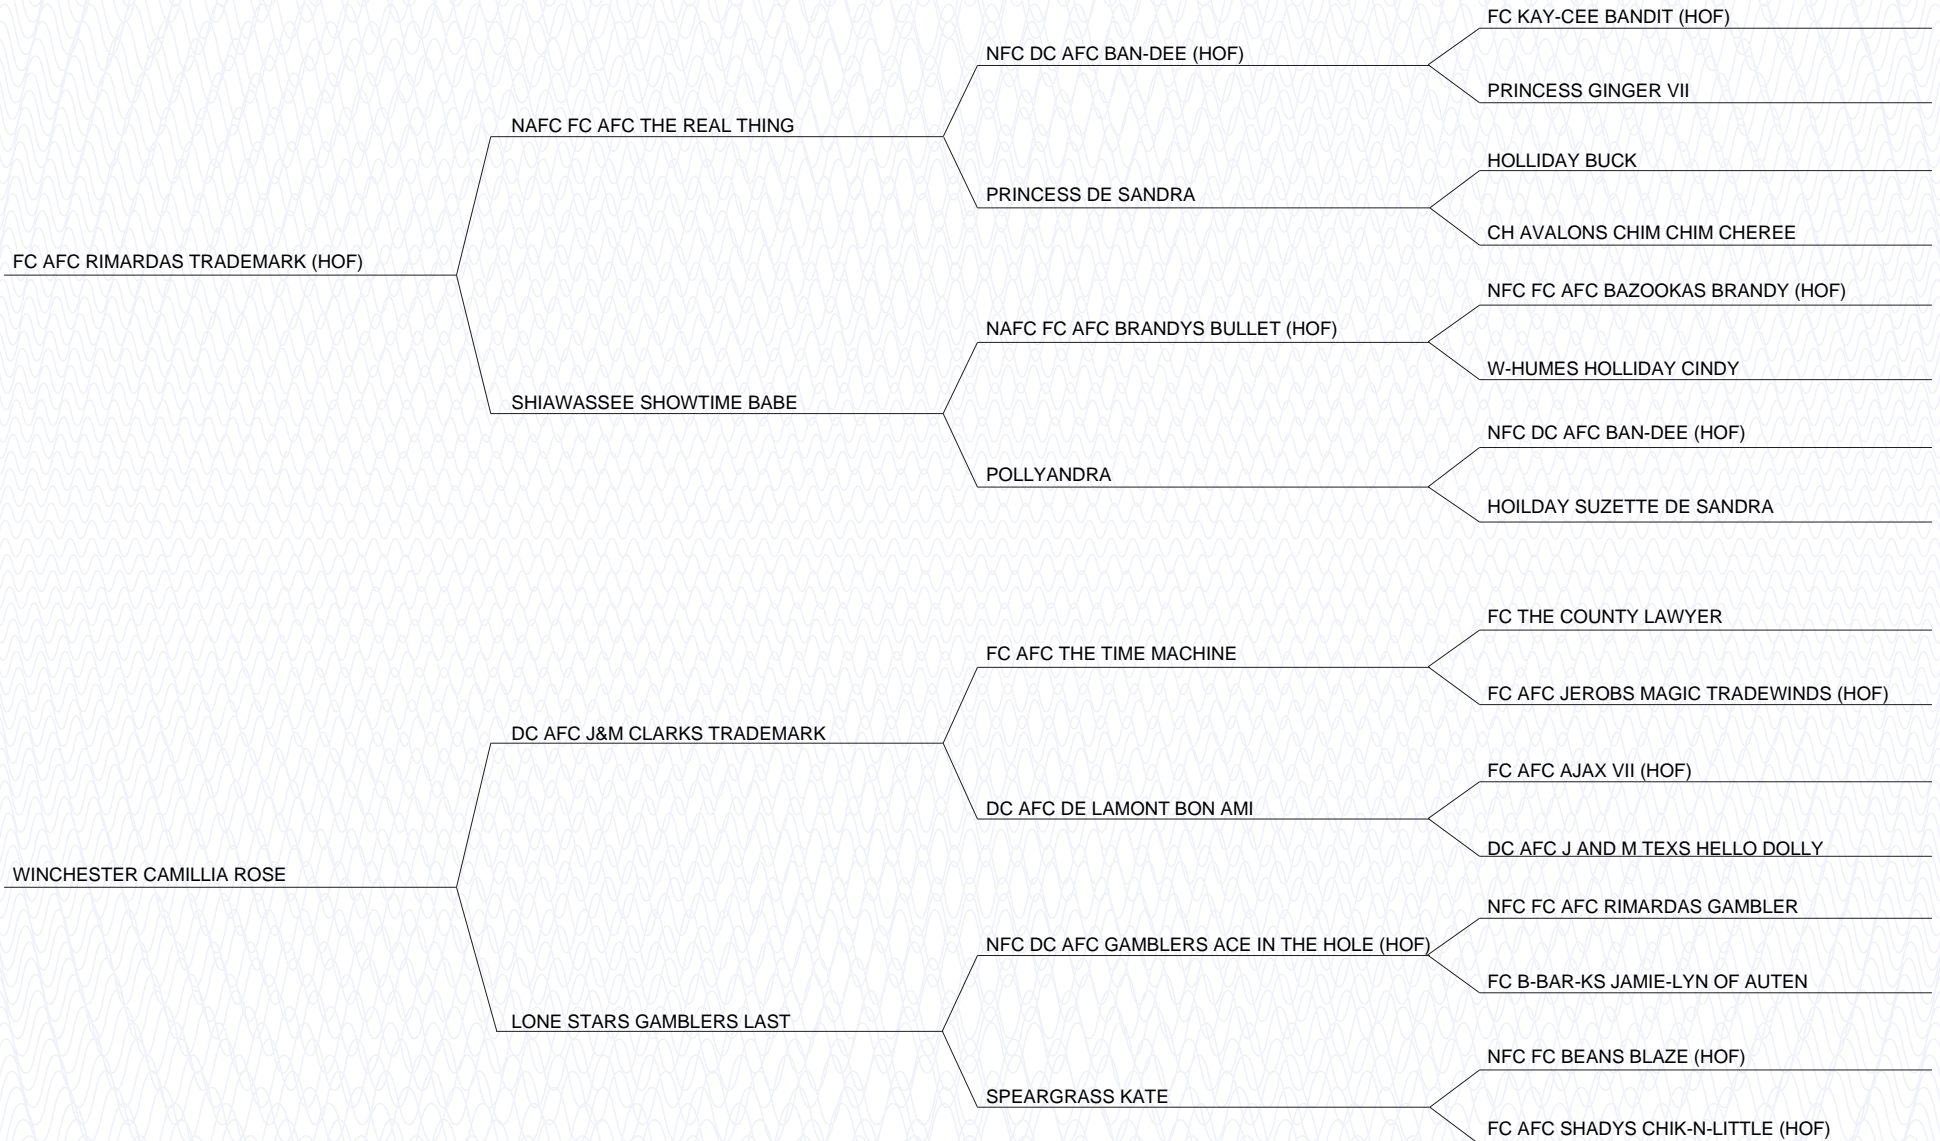 FC KAY-CEE BANDIT (HOF)
NFC DC AFC BAN-DEE (HOF)
PRINCESS GINGER VII
NAFC FC AFC THE REAL THING
HOLLIDAY BUCK
PRINCESS DE SANDRA
CH AVALONS CHIM CHIM CHEREE
FC AFC RIMARDAS TRADEMARK (HOF)
NFC FC AFC BAZOOKAS BRANDY (HOF)
NAFC FC AFC BRANDYS BULLET (HOF)
W-HUMES HOLLIDAY CINDY
SHIAWASSEE SHOWTIME BABE
NFC DC AFC BAN-DEE (HOF)
POLLYANDRA
HOILDAY SUZETTE DE SANDRA
FC THE COUNTY LAWYER
FC AFC THE TIME MACHINE
FC AFC JEROBS MAGIC TRADEWINDS (HOF)
DC AFC J&M CLARKS TRADEMARK
FC AFC AJAX VII (HOF)
DC AFC DE LAMONT BON AMI
DC AFC J AND M TEXS HELLO DOLLY
WINCHESTER CAMILLIA ROSE
NFC FC AFC RIMARDAS GAMBLER
NFC DC AFC GAMBLERS ACE IN THE HOLE (HOF)
FC B-BAR-KS JAMIE-LYN OF AUTEN
LONE STARS GAMBLERS LAST
NFC FC BEANS BLAZE (HOF)
SPEARGRASS KATE
FC AFC SHADYS CHIK-N-LITTLE (HOF)